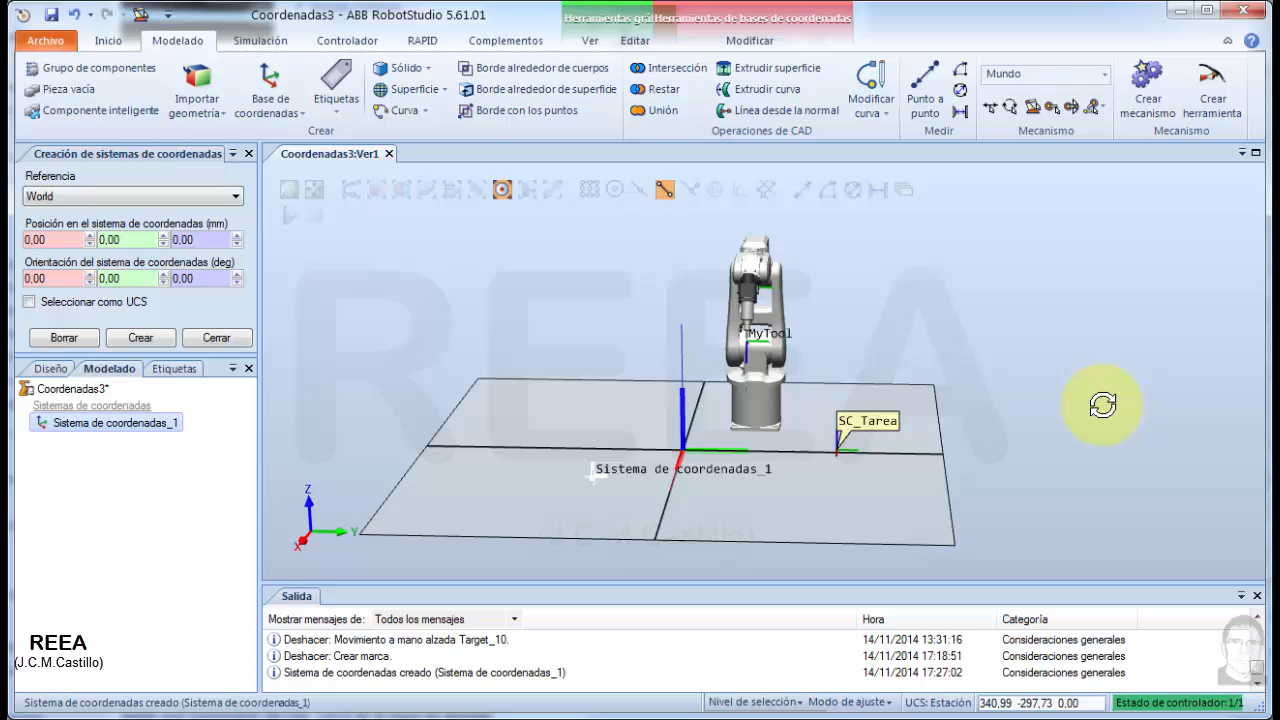 Coordenadas3 - ABB RobotStudio 5.61.01
Herramientas grá Herramientas de bases de coordenadas
Archivo Inicio Modelado Simulación Controlador RAPID Complementos Ver Editar Modificar
Grupo de componentes
Pieza vacía
Componente inteligente
Importar geometría
Base de coordenadas
Etiquetas
Sólido
Superficie
Curva
Borde alrededor de cuerpos
Borde alrededor de superficie
Borde con los puntos
Crear
Intersección
Restar
Unión
Extrudir superficie
Extrudir curva
Línea desde la normal
Modificar curva
Operaciones de CAD
Punto a punto
Medir
Mundo
Mecanismo
Crear mecanismo
Crear herramienta
Mecanismo
Creación de sistemas de coordenadas
Referencia
World
Posición en el sistema de coordenadas (mm)
0,00 0,00 0,00
Orientación del sistema de coordenadas (deg)
0,00 0,00 0,00
Seleccionar como UCS
Borrar Crear Cerrar
Diseño Modelado Etiquetas
Coordenadas3*
Sistemas de coordenadas
Sistema de coordenadas_1
REEA
(J.C.M.Castillo)
Coordenadas3:Ver1
REEA
MyTool
SC_Tarea
Sistema de coordenadas_1
J.C.M.Castillo)
Z
Y
X
Salida
Mostrar mensajes de: Todos los mensajes Hora Categoría
Deshacer: Movimiento a mano alzada Target_10. 14/11/2014 13:31:16 Consideraciones generales
Deshacer: Crear marca. 14/11/2014 17:18:51 Consideraciones generales
Sistema de coordenadas creado (Sistema de coordenadas_1) 14/11/2014 17:27:02 Consideraciones generales
Sistema de coordenadas creado (Sistema de coordenadas_1) Nivel de selección Modo de ajuste UCS: Estación 340,99 -297,73 0,00 Estado de controlador: 1/1